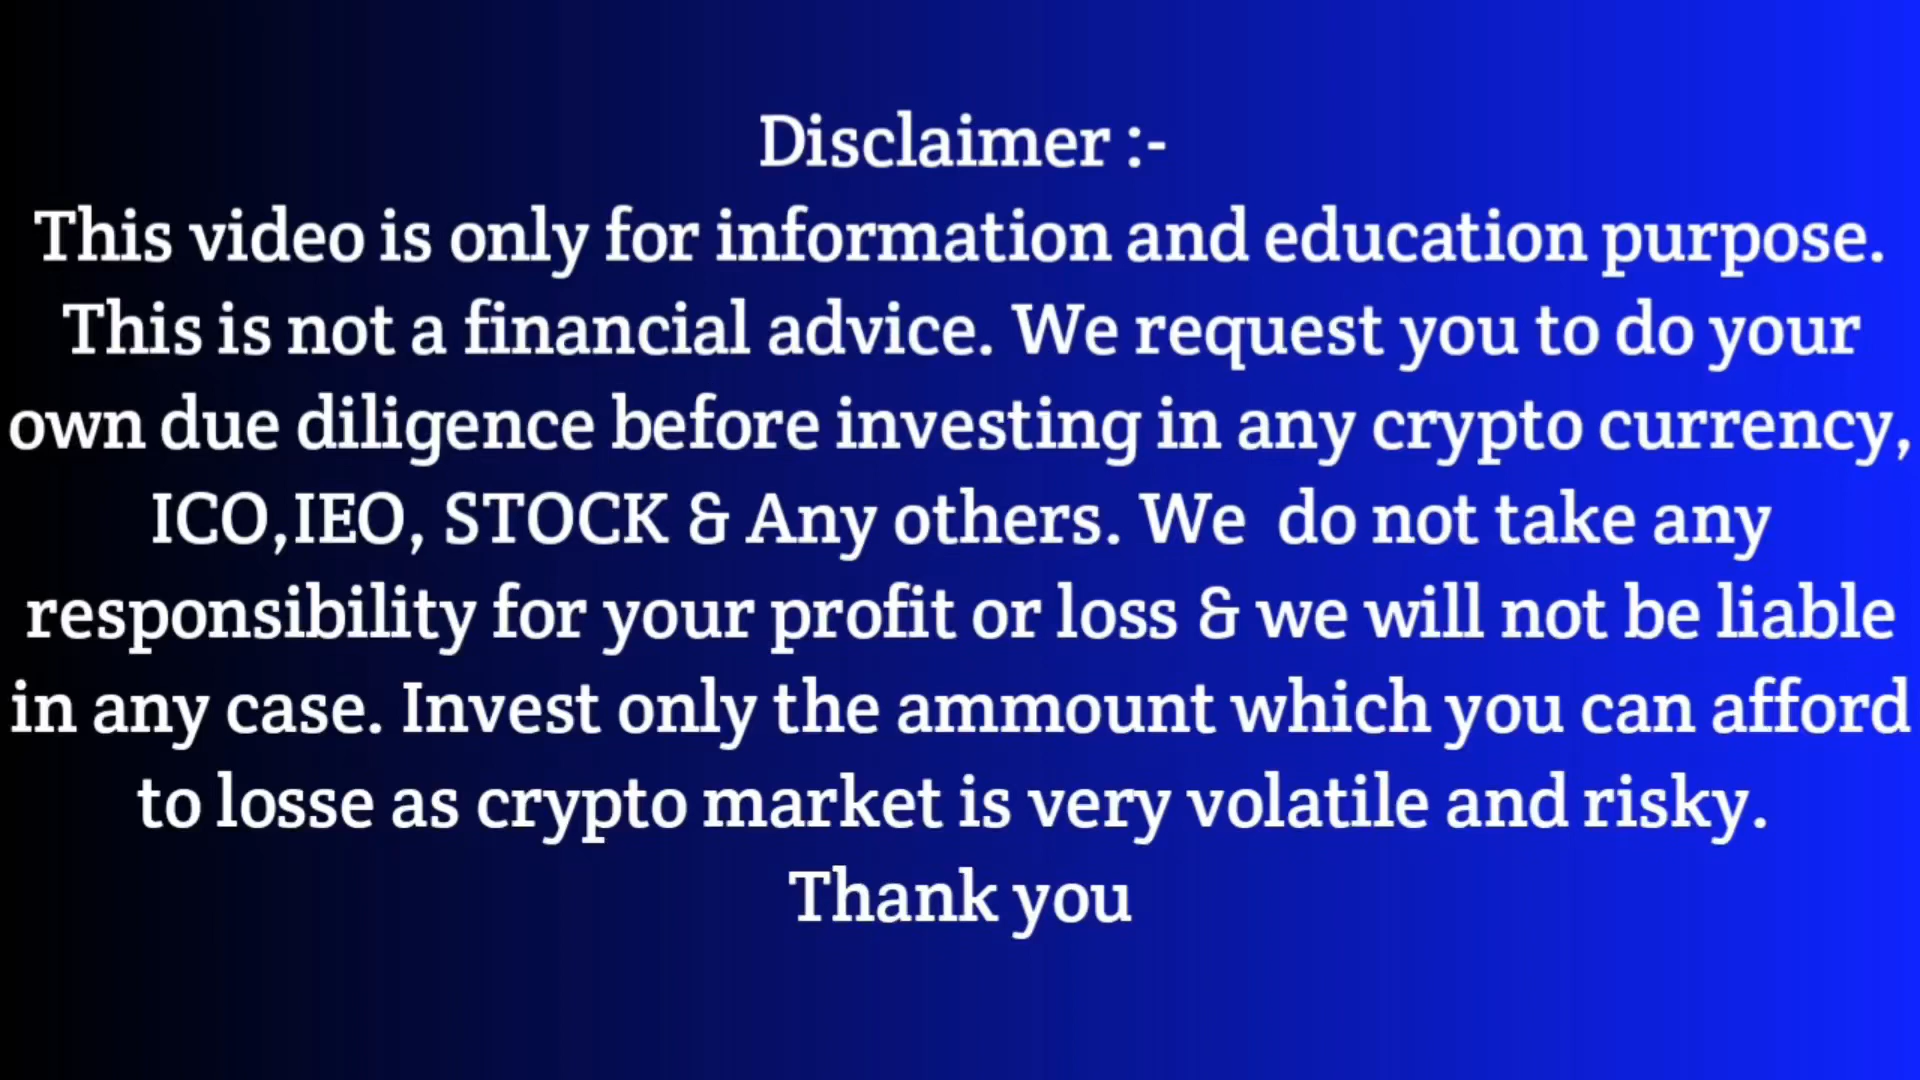 Disclaimer :-
This video is only for information and education purpose.
This is not a financial advice. We request you to do your
own due diligence before investing in any crypto currency,
ICO,IEO, STOCK & Any others. We  do not take any
responsibility for your profit or loss & we will not be liable
in any case. Invest only the ammount which you can afford
to losse as crypto market is very volatile and risky.
Thank you